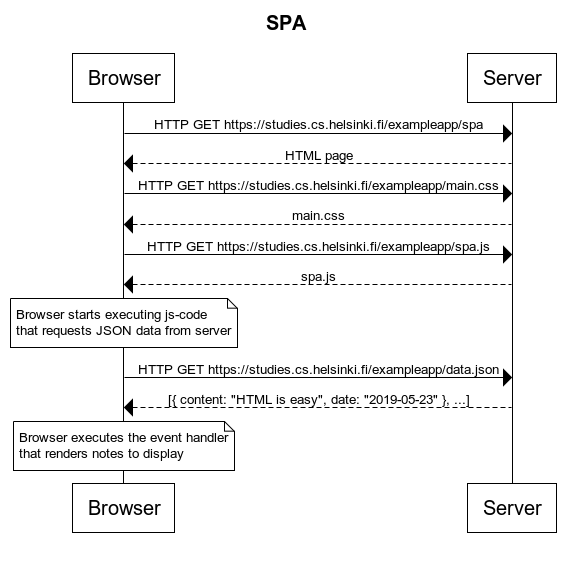 SPA
Browser
Server
HTTP GET https://studies.cs.helsinki.fi/exampleapp/spa
HTML page
HTTP GET https://studies.cs.helsinki.fi/exampleapp/main.css
main.css
HTTP GET https://studies.cs.helsinki.fi/exampleapp/spa.js
spa.js
Browser starts executing js-code
that requests JSON data from server
HTTP GET https://studies.cs.helsinki.fi/exampleapp/data.json
[{ content: "HTML is easy", date: "2019-05-23" }, ...]
Browser executes the event handler
that renders notes to display
Browser
Server